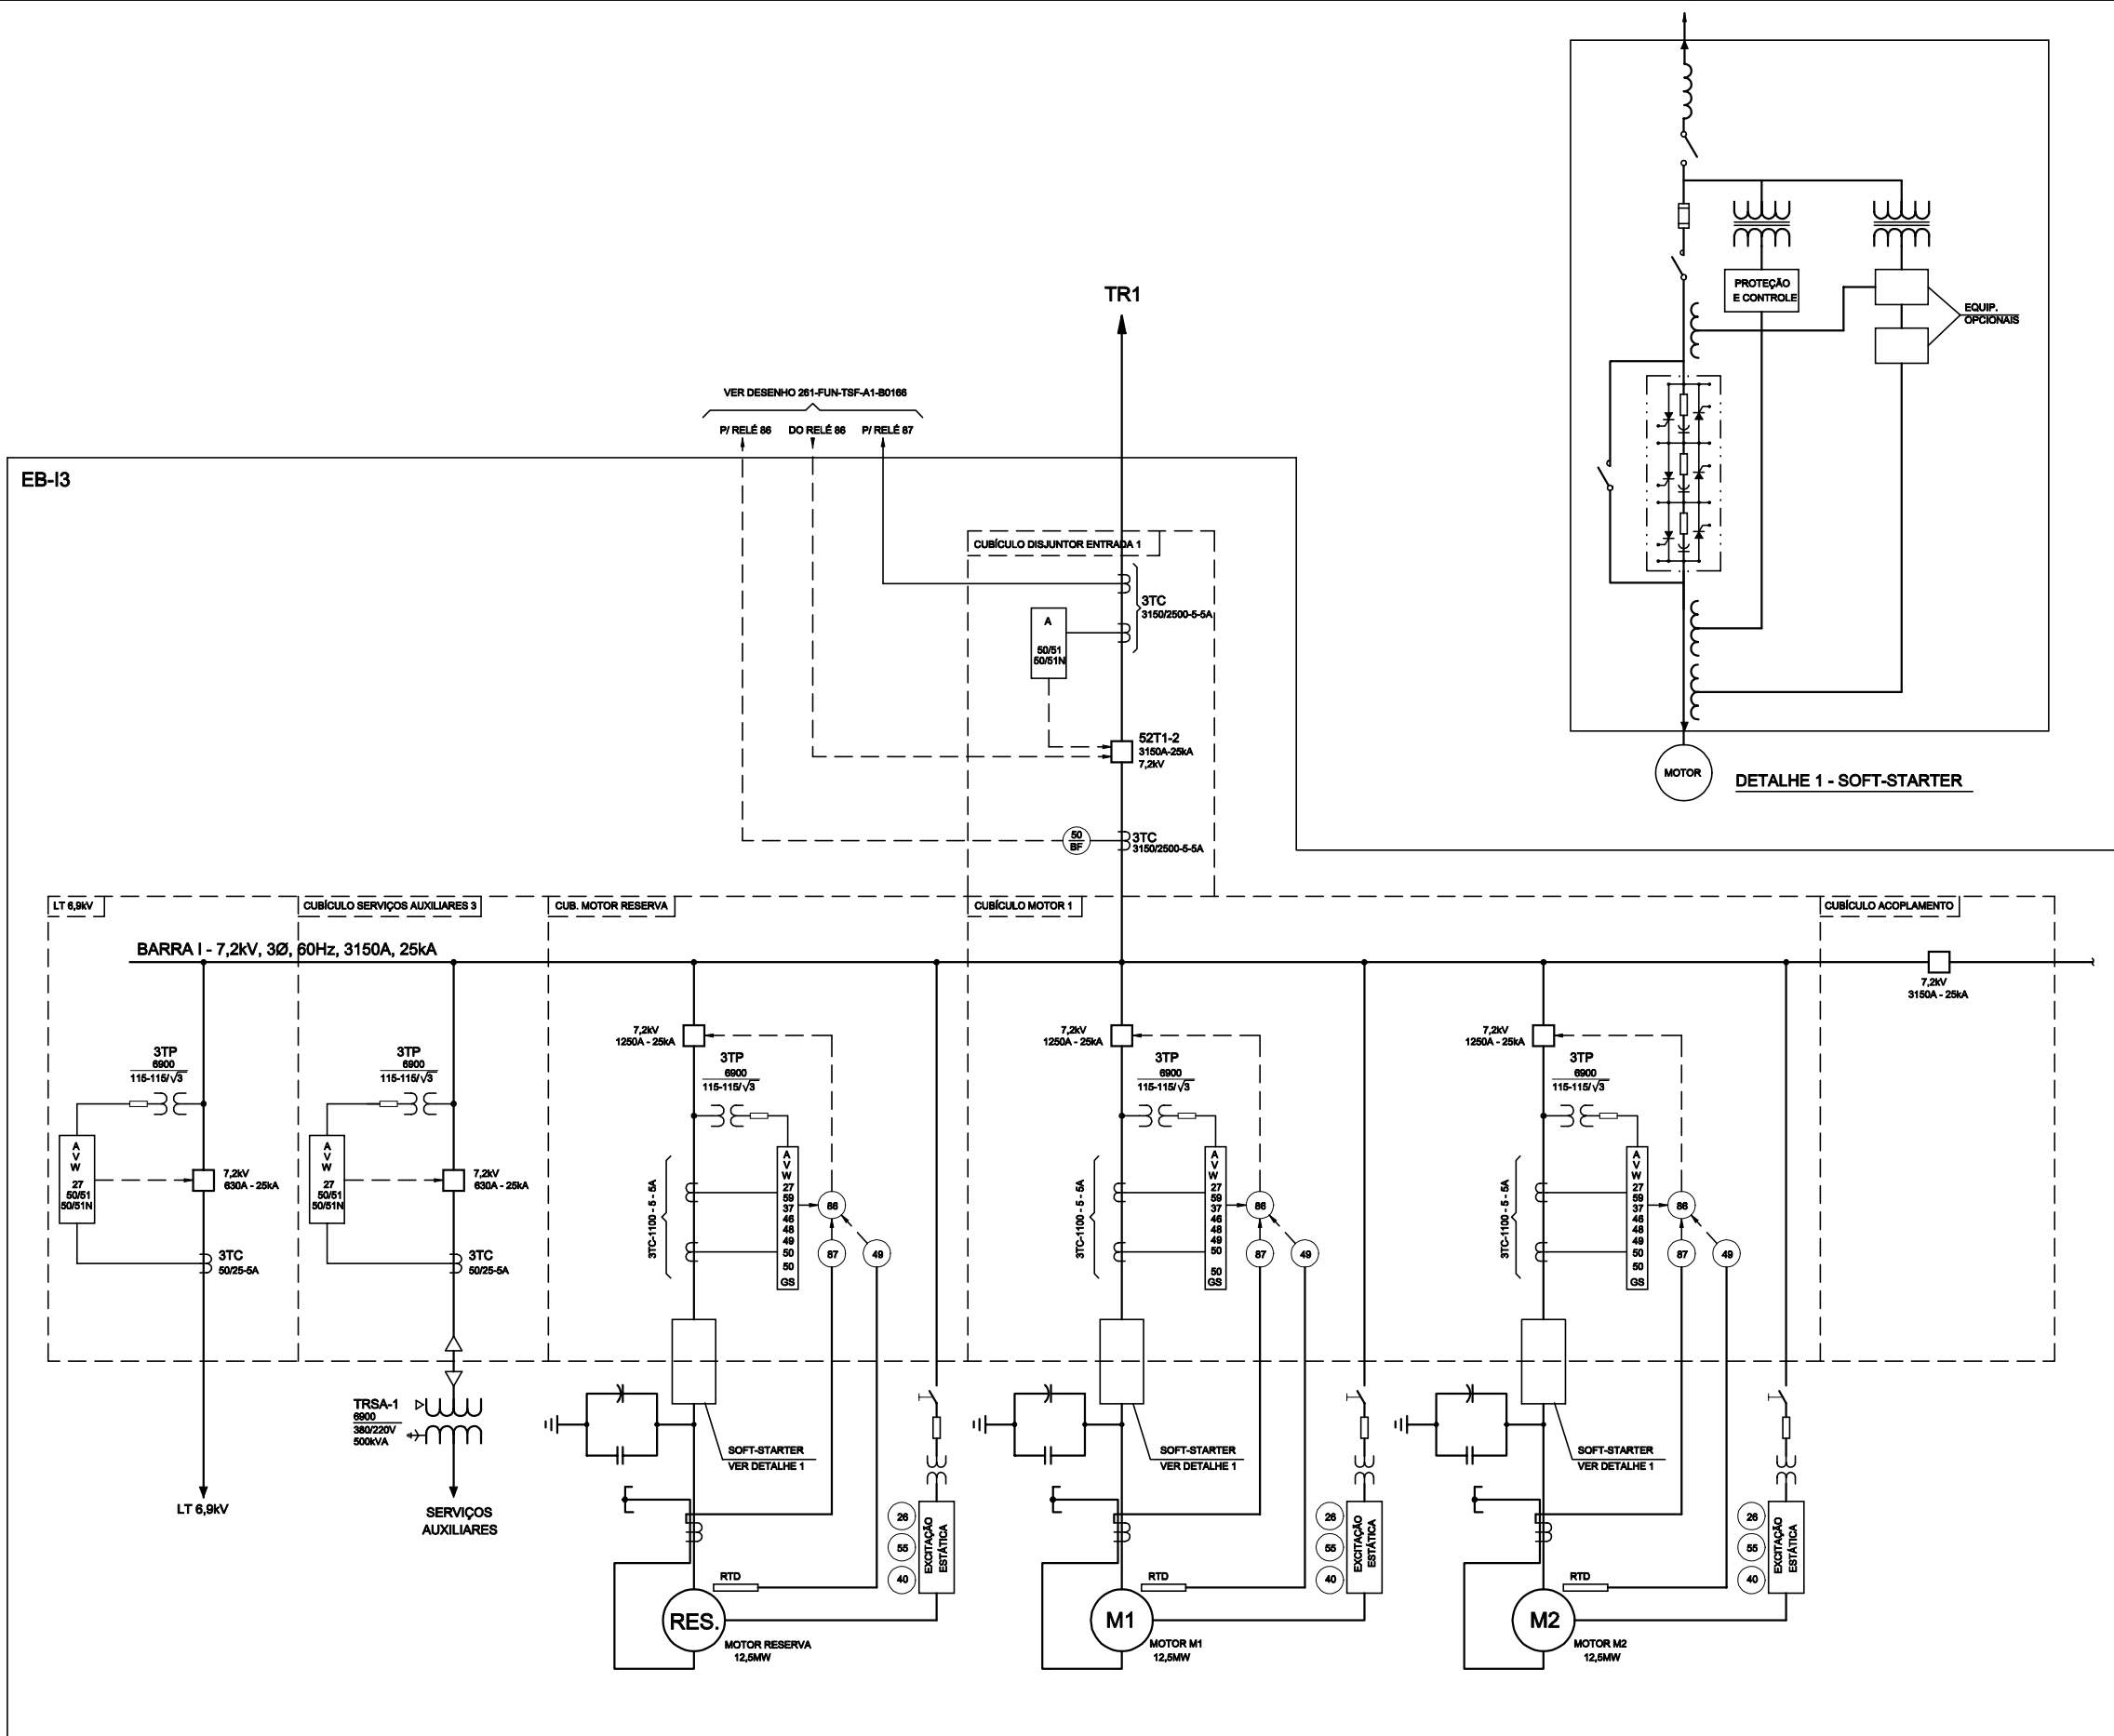 TR1
VER DESENHO 261-FUN-TSF-A1-B0166
P/ RELÉ 86
DO RELÉ 86
P/ RELÉ 87
EB-I3
CUBÍCULO DISJUNTOR ENTRADA 1
3TC
3150/2500-5-5A
A
50/51
50/51N
52T1-2
3150A-25kA
7,2kV
50
BF
3TC
3150/2500-5-5A
PROTEÇÃO
E CONTROLE
EQUIP.
OPCIONAIS
MOTOR
DETALHE 1 - SOFT-STARTER
LT 6,9kV
CUBÍCULO SERVIÇOS AUXILIARES 3
CUB. MOTOR RESERVA
CUBÍCULO MOTOR 1
CUBÍCULO ACOPLAMENTO
BARRA I - 7,2kV, 3Ø, 60Hz, 3150A, 25kA
7,2kV
3150A - 25kA
3TP
6900
115-115/√3
A
V
W
27
50/51
50/51N
7,2kV
630A - 25kA
3TC
50/25-5A
LT 6,9kV
3TP
6900
115-115/√3
A
V
W
27
50/51
50/51N
7,2kV
630A - 25kA
3TC
50/25-5A
TRSA-1
6900
380/220V
500kVA
SERVIÇOS
AUXILIARES
7,2kV
1250A - 25kA
3TP
6900
115-115/√3
3TC-1100 - 5 - 5A
A
V
W
27
59
37
46
48
49
50
50
GS
86
87
49
SOFT-STARTER
VER DETALHE 1
26
55
40
EXCITAÇÃO
ESTÁTICA
RTD
RES.
MOTOR RESERVA
12,5MW
7,2kV
1250A - 25kA
3TP
6900
115-115/√3
3TC-1100 - 5 - 5A
A
V
W
27
59
37
46
48
49
50
50
GS
86
87
49
SOFT-STARTER
VER DETALHE 1
26
55
40
EXCITAÇÃO
ESTÁTICA
RTD
M1
MOTOR M1
12,5MW
7,2kV
1250A - 25kA
3TP
6900
115-115/√3
3TC-1100 - 5 - 5A
A
V
W
27
59
37
46
48
49
50
50
GS
86
87
49
SOFT-STARTER
VER DETALHE 1
26
55
40
EXCITAÇÃO
ESTÁTICA
RTD
M2
MOTOR M2
12,5MW